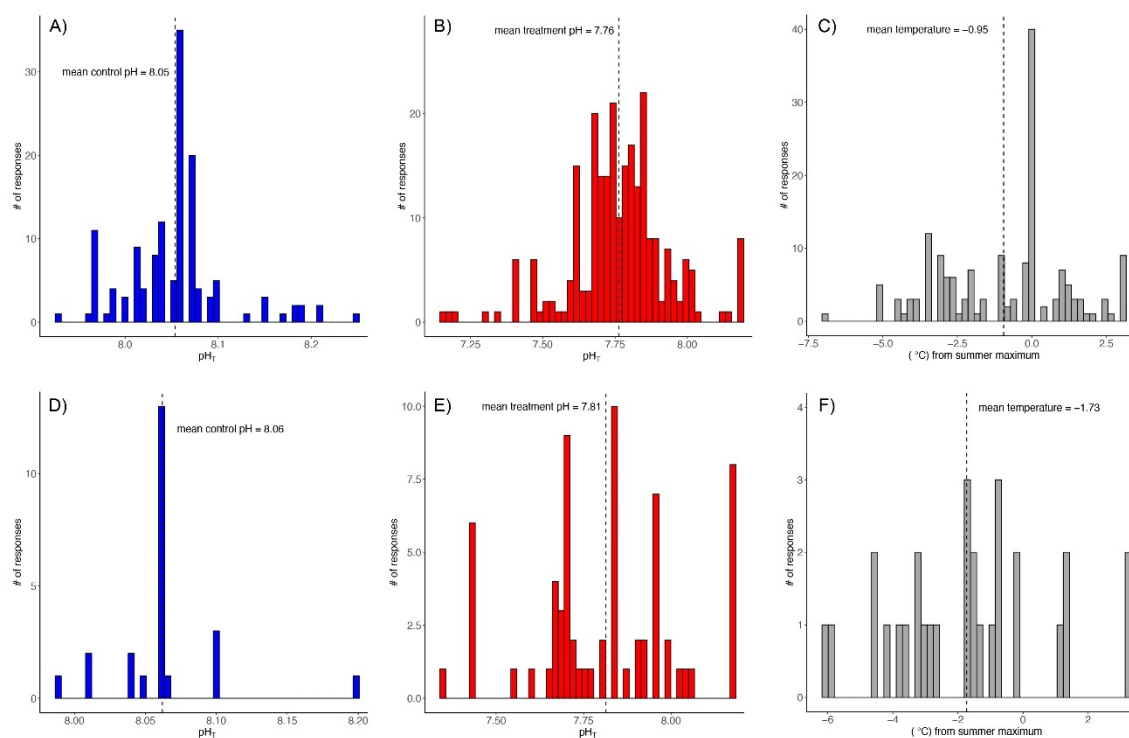 A)
mean control pH = 8.05
# of responses
30
20
10
0
8.0
8.1
8.2
pHT
B)
mean treatment pH = 7.76
# of responses
20
10
0
7.25
7.50
7.75
8.00
pHT
C)
mean temperature = −0.95
# of responses
40
30
20
10
0
−7.5
−5.0
−2.5
0.0
2.5
( °C) from summer maximum
D)
mean control pH = 8.06
# of responses
10
5
0
8.00
8.05
8.10
8.15
8.20
pHT
E)
mean treatment pH = 7.81
# of responses
10.0
7.5
5.0
2.5
0.0
7.50
7.75
8.00
pHT
F)
mean temperature = −1.73
# of responses
4
3
2
1
0
−6
−4
−2
0
2
( °C) from summer maximum